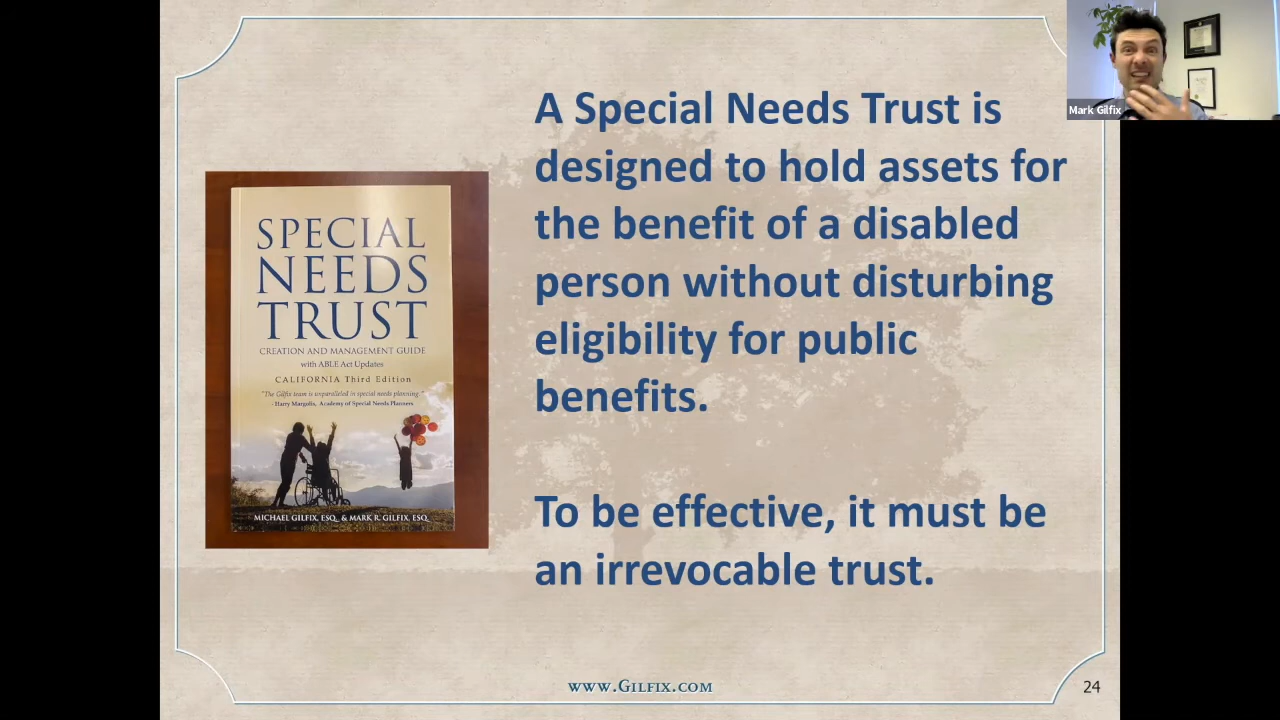 A Special Needs Trust is
designed to hold assets for
the benefit of a disabled
person without disturbing
eligibility for public
benefits.
To be effective, it must be
an irrevocable trust.
SPECIAL
NEEDS
TRUST
CREATION AND MANAGEMENT GUIDE
with ABLE Act Updates
CALIFORNIA Third Edition
"The Gilfix team is unparalleled in special needs planning."
- Harry Margolis, Academy of Special Needs Planners
MICHAEL GILFIX, ESQ. & MARK R. GILFIX, ESQ.
www.Gilfix.com
24
Mark Gilfix